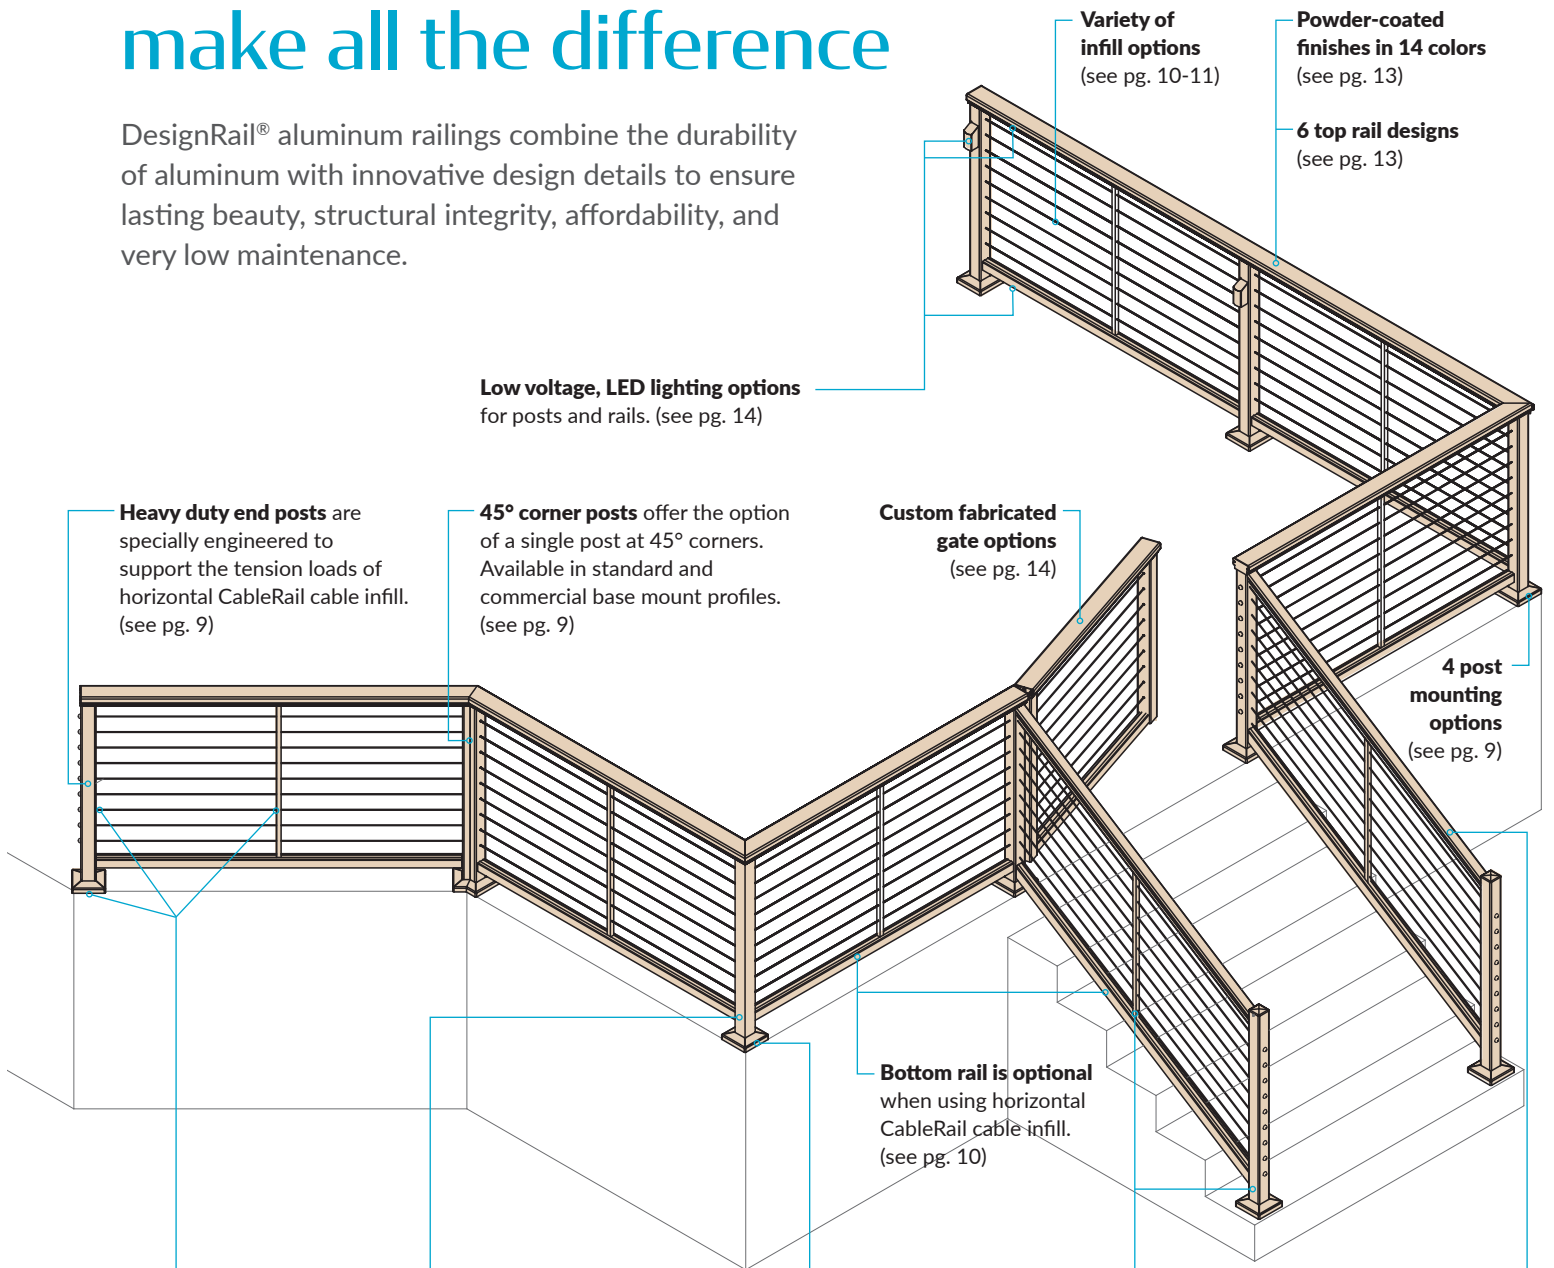 make all the difference
DesignRail® aluminum railings combine the durability
of aluminum with innovative design details to ensure
lasting beauty, structural integrity, affordability, and
very low maintenance.
Variety of
infill options
(see pg. 10-11)
Powder-coated
finishes in 14 colors
(see pg. 13)
6 top rail designs
(see pg. 13)
Low voltage, LED lighting options
for posts and rails. (see pg. 14)
Heavy duty end posts are
specially engineered to
support the tension loads of
horizontal CableRail cable infill.
(see pg. 9)
45° corner posts offer the option
of a single post at 45° corners.
Available in standard and
commercial base mount profiles.
(see pg. 9)
Custom fabricated
gate options
(see pg. 14)
4 post
mounting
options
(see pg. 9)
Bottom rail is optional
when using horizontal
CableRail cable infill.
(see pg. 10)